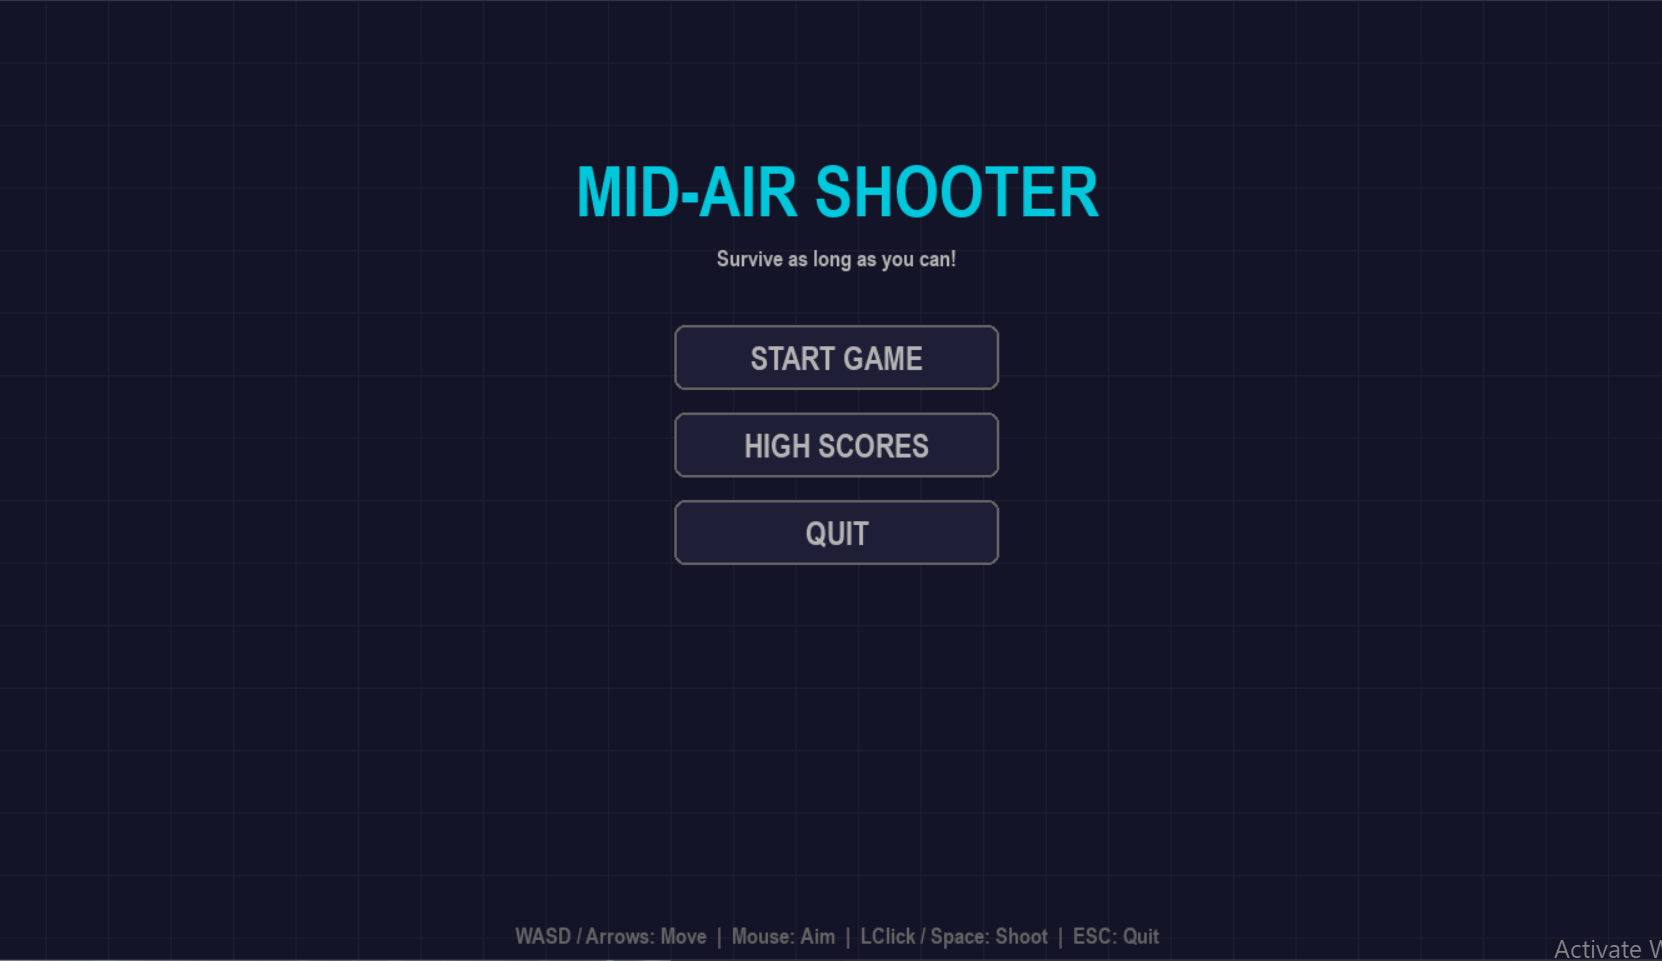 MID-AIR SHOOTER
Survive as long as you can!
START GAME
HIGH SCORES
QUIT
WASD / Arrows: Move | Mouse: Aim | LClick / Space: Shoot | ESC: Quit
Activate